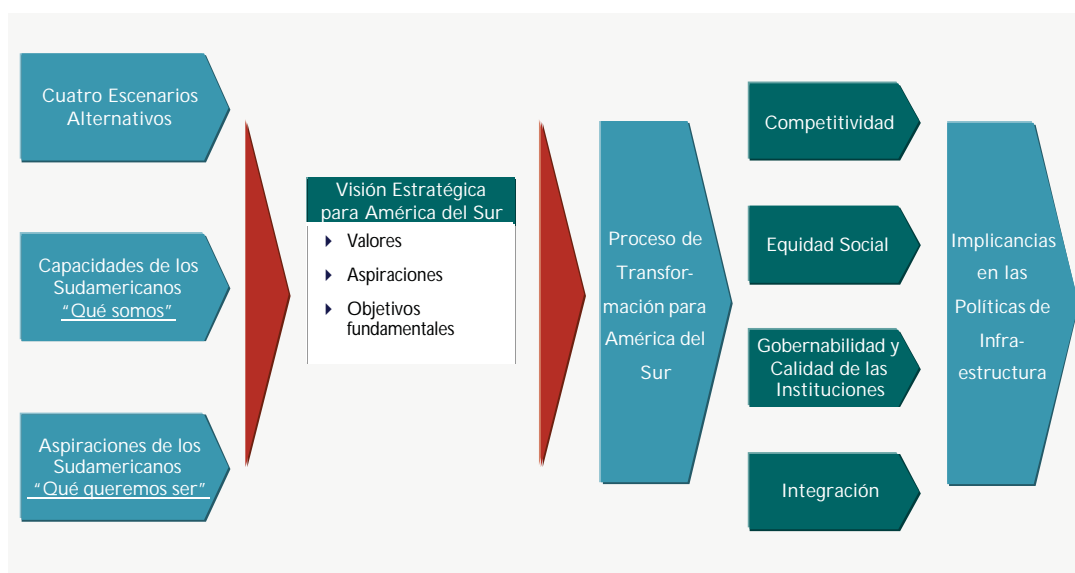 Cuatro Escenarios
Alternativos
Capacidades de los
Sudamericanos
“Qué somos”
Aspiraciones de los
Sudamericanos
“Qué queremos ser”
Visión Estratégica
para América del Sur
Valores
Aspiraciones
Objetivos
fundamentales
Proceso de
Transfor-
mación para
América del
Sur
Competitividad
Equidad Social
Gobernabilidad y
Calidad de las
Instituciones
Integración
Implicancias
en las
Políticas de
Infra-
estructura